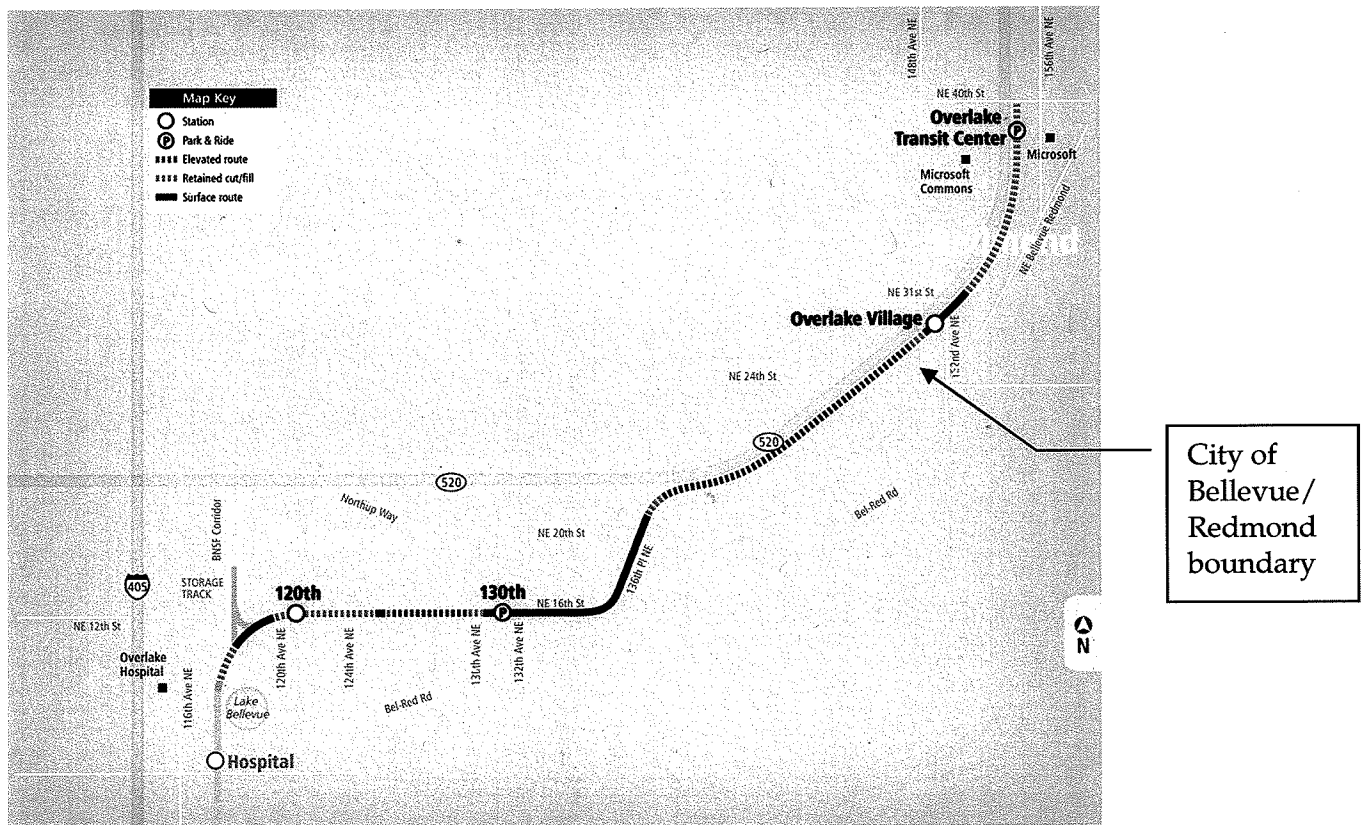 148th Ave NE
156th Ave NE
Map Key
Station
P Park & Ride
Elevated route
Retained cut/fill
Surface route
NE 40th St
Overlake
Transit Center
P
Microsoft
Microsoft
Commons
NE Bellevue Redmond
nd
NE 31st St
Overlake Village
152nd Ave NE
NE 24th St
520
City of
Bellevue/
Redmond
boundary
520
Northup Way
BNSF Corridor
Bel-Red Rd
NE 20th St
136th Pl NE
405
STORAGE
TRACK
120th
130th
P
NE 16th St
NE 12th St
N
Overlake
Hospital
116th Ave NE
120th Ave NE
124th Ave NE
130th Ave NE
132th Ave NE
Lake
Bellevue
Bel-Red Rd
Hospital